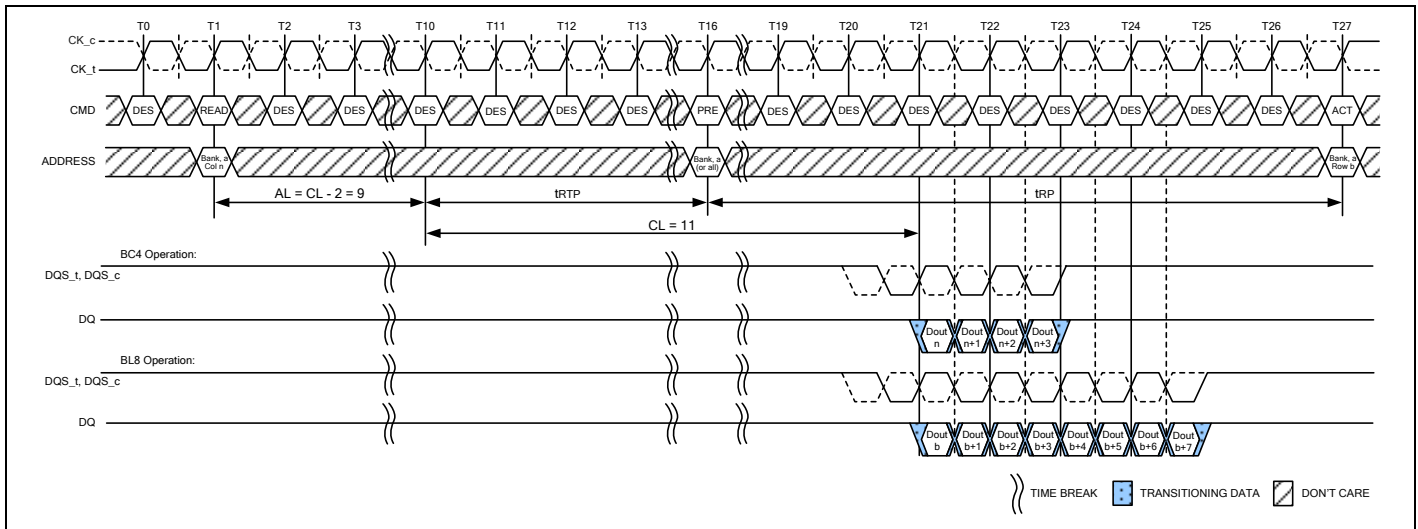 T0 T1 T2 T3 T10 T11 T12 T13 T16 T19 T20 T21 T22 T23 T24 T25 T26 T27
CK_c
CK_t
CMD DES READ DES DES DES DES DES DES PRE DES DES DES DES DES DES DES DES ACT
ADDRESS
Bank, a
Col n
Bank, a
(or all)
Bank, a
Row b
AL = CL - 2 = 9
tRTP
tRP
CL = 11
BC4 Operation:
DQS_t, DQS_c
DQ
Dout
n
Dout
n+1
Dout
n+2
Dout
n+3
BL8 Operation:
DQS_t, DQS_c
DQ
Dout
b
Dout
b+1
Dout
b+2
Dout
b+3
Dout
b+4
Dout
b+5
Dout
b+6
Dout
b+7
TIME BREAK
TRANSITIONING DATA
DON'T CARE